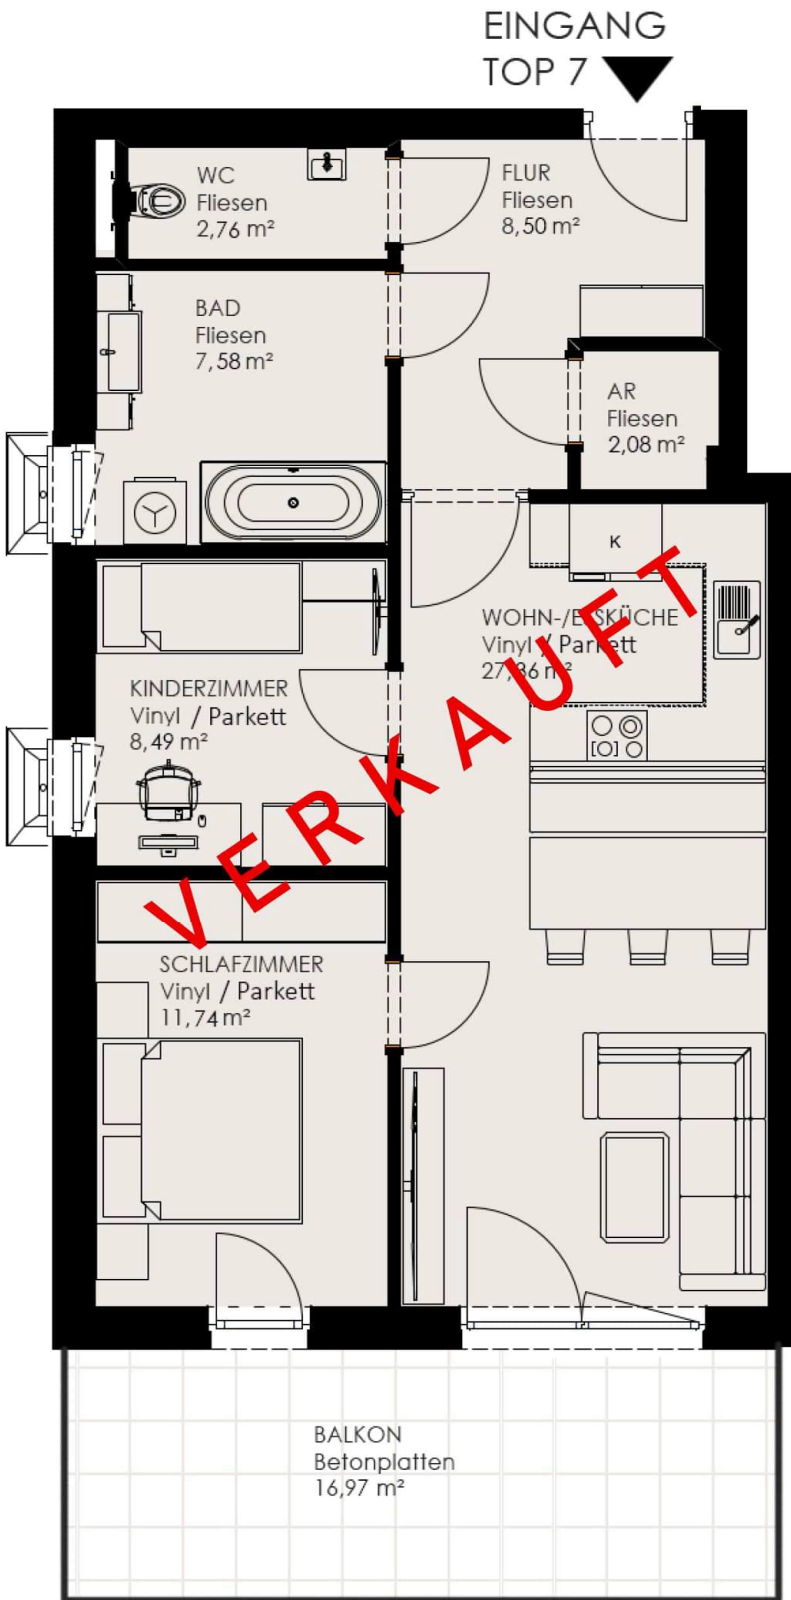 EINGANG
TOP 7
WC
Fliesen
2,76 m²
FLUR
Fliesen
8,50 m²
BAD
Fliesen
7,58 m²
AR
Fliesen
2,08 m²
K
WOHN-/ESSKÜCHE
Vinyl / Parkett
27,86 m²
KINDERZIMMER
Vinyl / Parkett
8,49 m²
VERKAUFT
SCHLAFZIMMER
Vinyl / Parkett
11,74 m²
BALKON
Betonplatten
16,97 m²